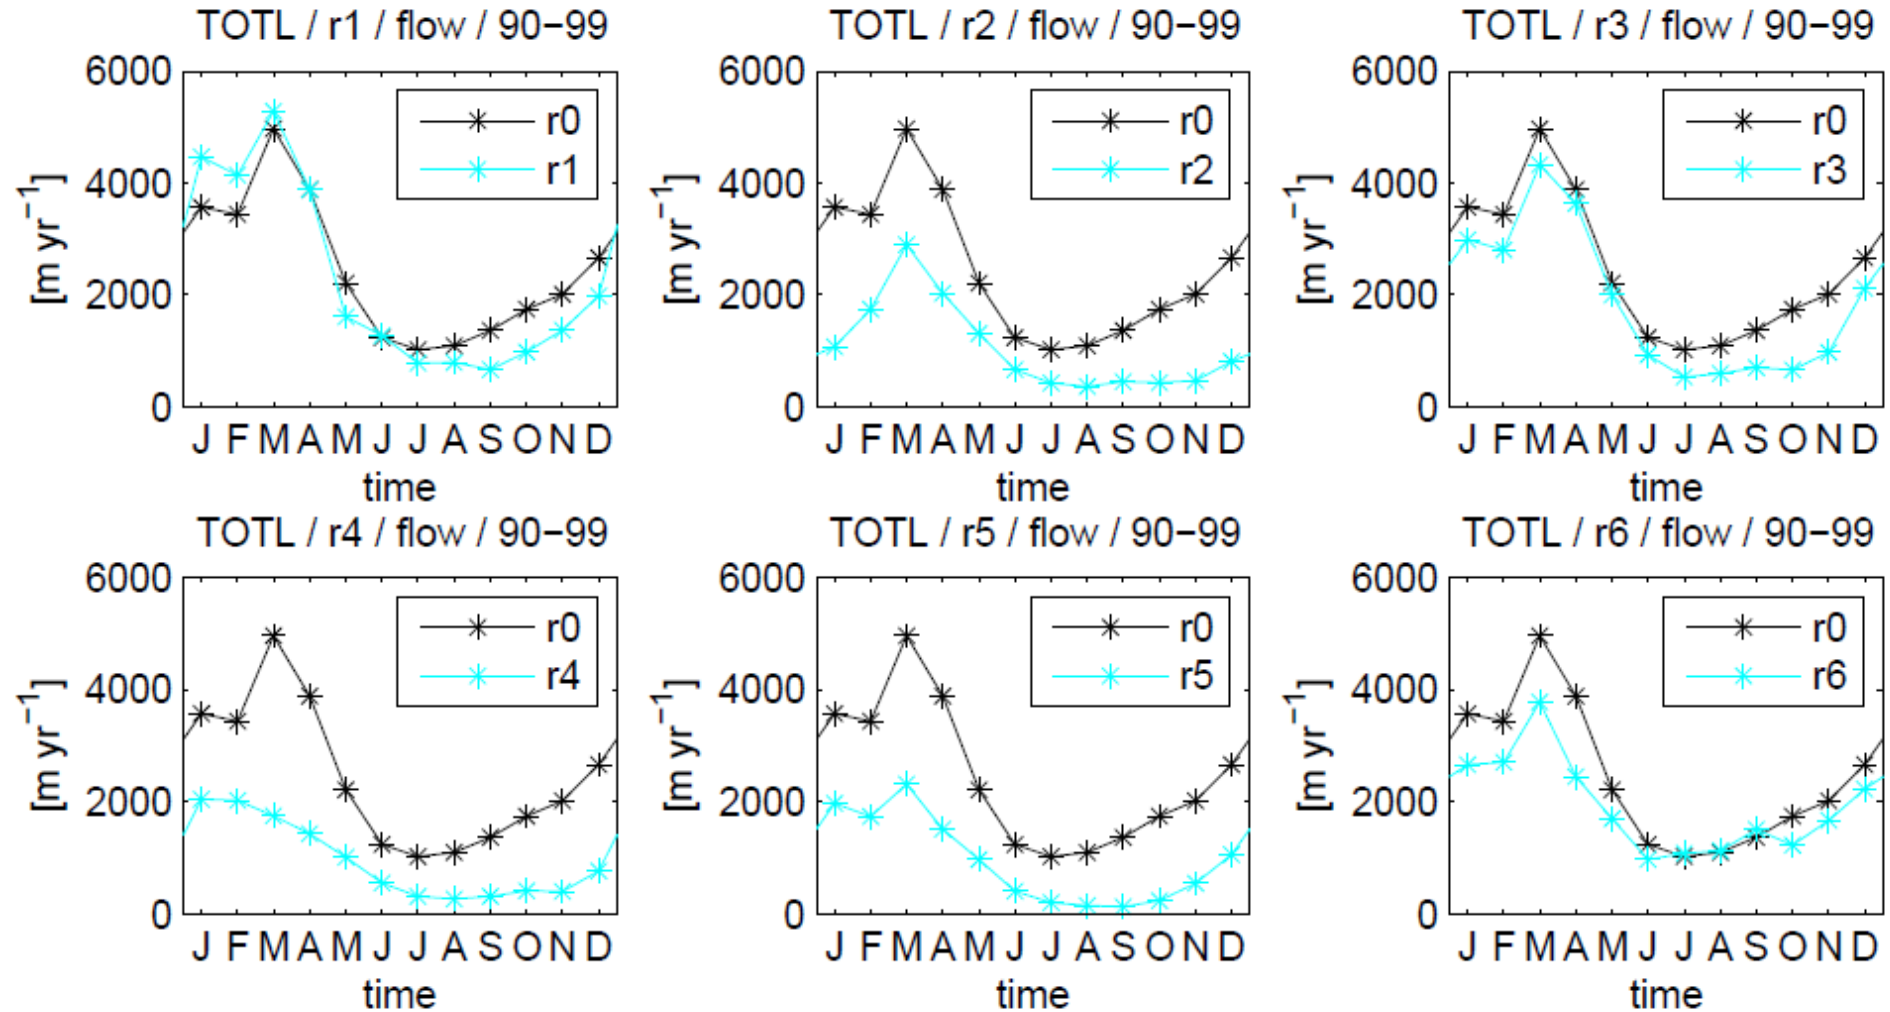 TOTL / r1 / flow / 90−99
6000
4000
2000
0
[m yr⁻¹]
r0
r1
J F M A M J J A S O N D
time
TOTL / r2 / flow / 90−99
6000
4000
2000
0
[m yr⁻¹]
r0
r2
J F M A M J J A S O N D
time
TOTL / r3 / flow / 90−99
6000
4000
2000
0
[m yr⁻¹]
r0
r3
J F M A M J J A S O N D
time
TOTL / r4 / flow / 90−99
6000
4000
2000
0
[m yr⁻¹]
r0
r4
J F M A M J J A S O N D
time
TOTL / r5 / flow / 90−99
6000
4000
2000
0
[m yr⁻¹]
r0
r5
J F M A M J J A S O N D
time
TOTL / r6 / flow / 90−99
6000
4000
2000
0
[m yr⁻¹]
r0
r6
J F M A M J J A S O N D
time